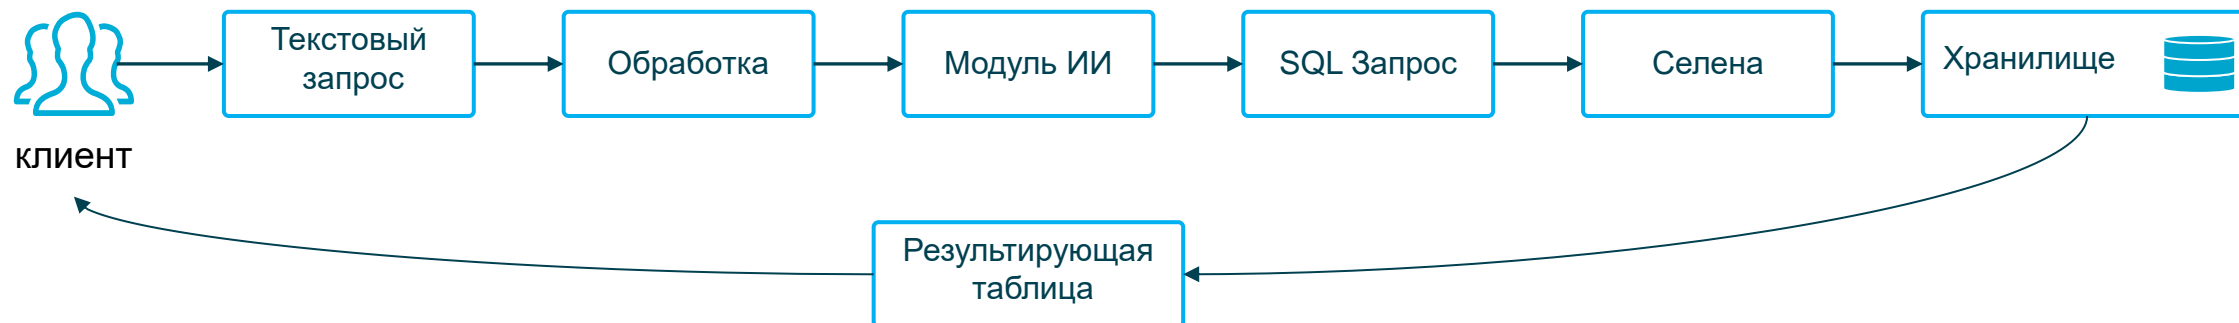 Текстовый
запрос
Обработка
Модуль ИИ
SQL Запрос
Селена
Хранилище
клиент
Результирующая
таблица